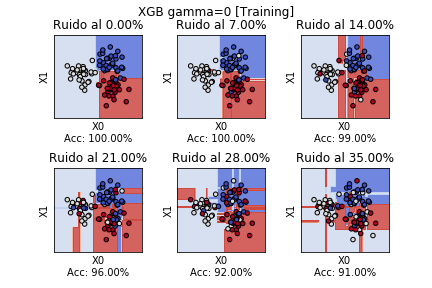 XGB gamma=0 [Training]
Ruido al 0.00%
Ruido al 7.00%
Ruido al 14.00%
X1
X1
X1
X0
X0
X0
Acc: 100.00%
Acc: 100.00%
Acc: 99.00%
Ruido al 21.00%
Ruido al 28.00%
Ruido al 35.00%
X1
X1
X1
X0
X0
X0
Acc: 96.00%
Acc: 92.00%
Acc: 91.00%